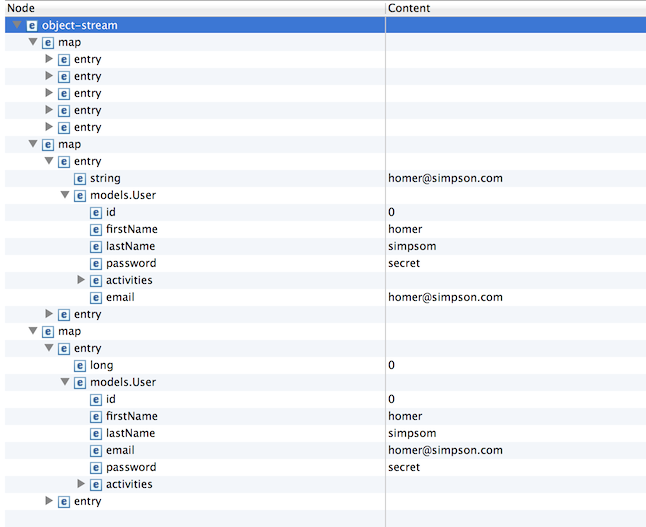 Node Content
e object-stream
e map
e entry
e entry
e entry
e entry
e entry
e map
e entry
e string homer@simpson.com
e models.User
e id 0
e firstName homer
e lastName simpsom
e password secret
e activities
e email homer@simpson.com
e entry
e map
e entry
e long 0
e models.User
e id 0
e firstName homer
e lastName simpsom
e email homer@simpson.com
e password secret
e activities
e entry